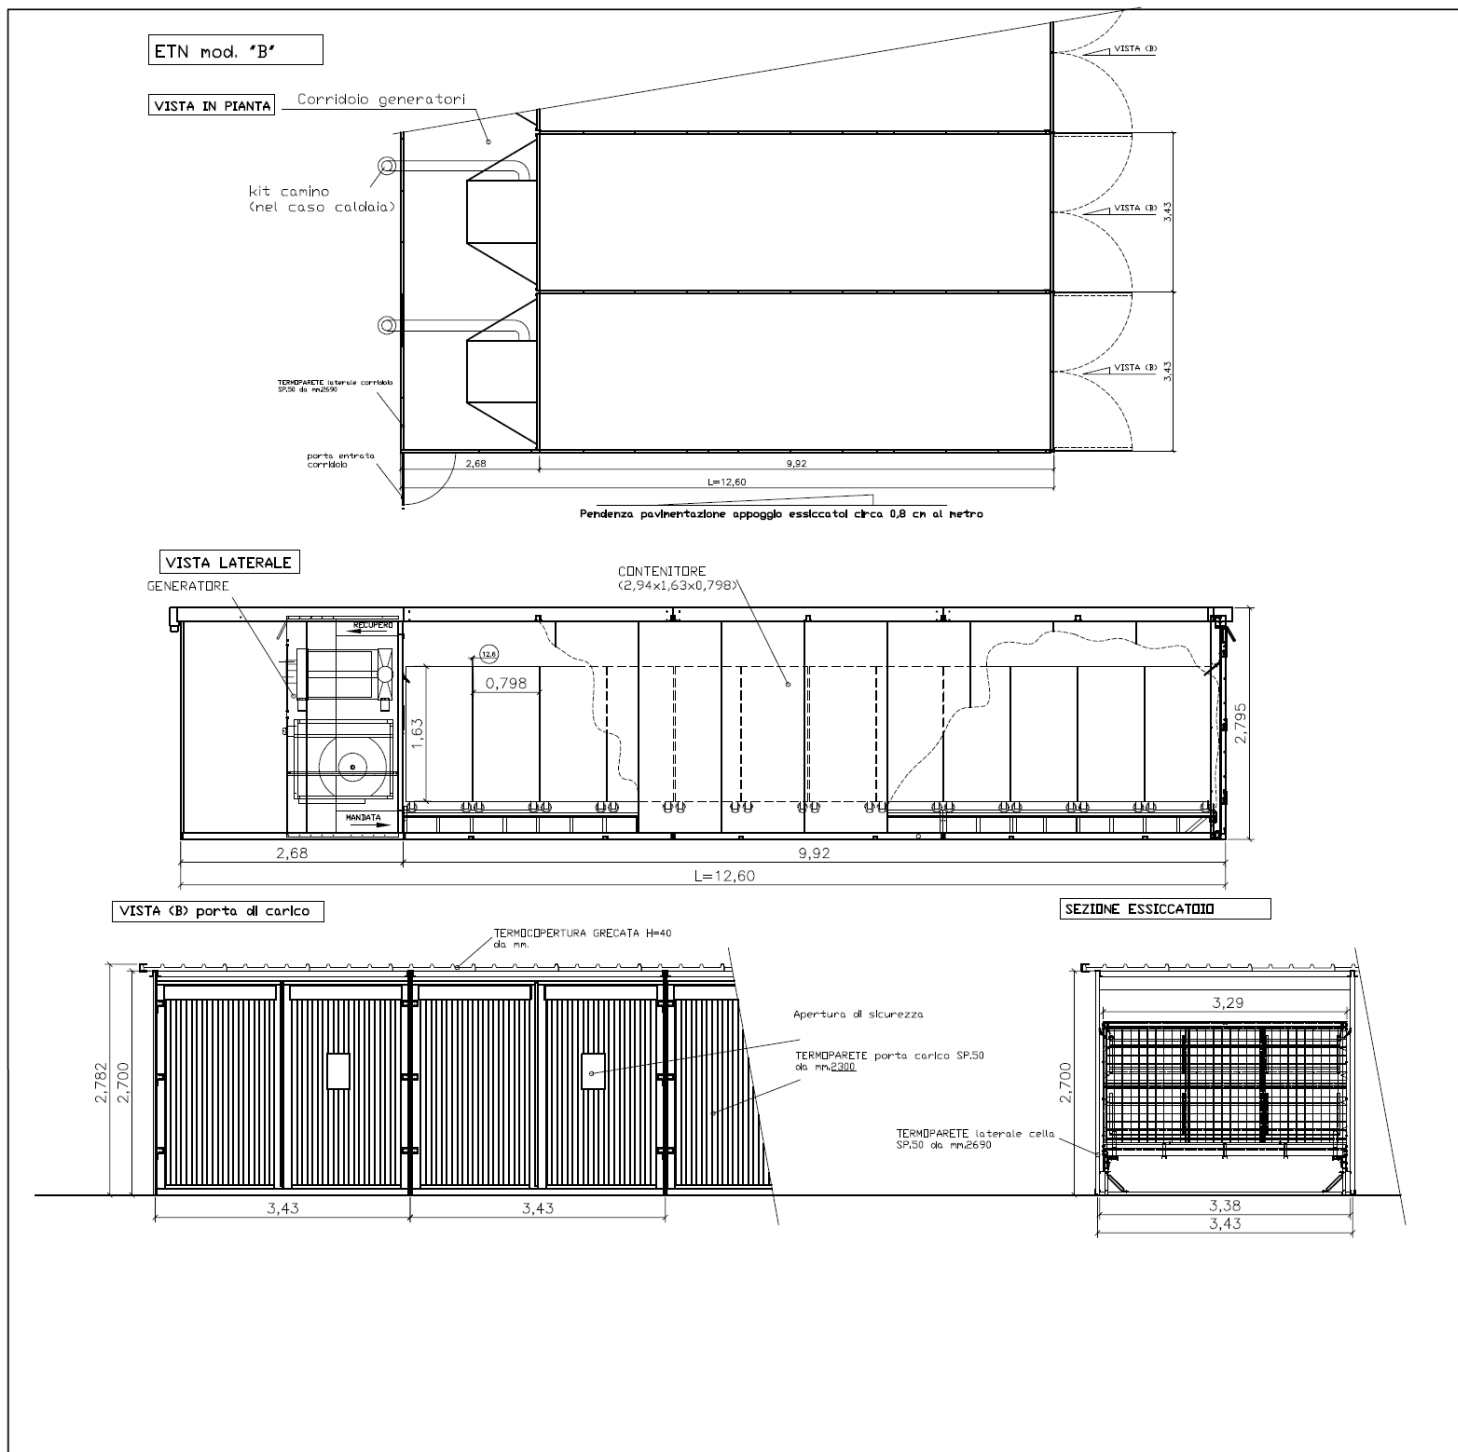 ETN mod. "B"
VISTA IN PIANTA
Corridoio generatori
VISTA (B)
kit camino
(nel caso caldaia)
VISTA (B)
3,43
TERMOPARETE laterale corridoio
SP.50 da mm.2690
VISTA (B)
3,43
porta entrata
corridoio
2,68
9,92
L=12,60
Pendenza pavimentazione appoggio essiccatoi circa 0,8 cm al metro
VISTA LATERALE
GENERATORE
CONTENITORE
(2,94x1,63x0,798)
RECUPERO
12.6
0,798
1,63
2,795
MANDATA
2,68
9,92
L=12,60
VISTA (B) porta di carico
SEZIONE ESSICCATOIO
TERMOCOPERTURA GRECATA H=40
da mm.
3,29
Apertura di sicurezza
TERMOPARETE porta carico SP.50
da mm.2300
2,782
2,700
2,700
TERMOPARETE laterale cella
SP.50 da mm.2690
3,43
3,43
3,38
3,43